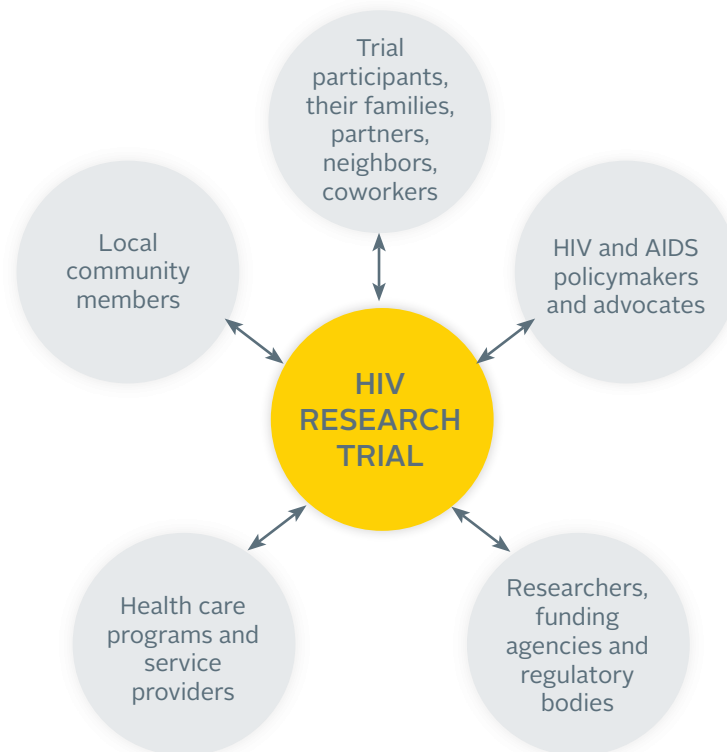 Trial
participants,
their families,
partners,
neighbors,
coworkers
Local
community
members
HIV and AIDS
policymakers
and advocates
HIV
RESEARCH
TRIAL
Health care
programs and
service
providers
Researchers,
funding
agencies and
regulatory
bodies